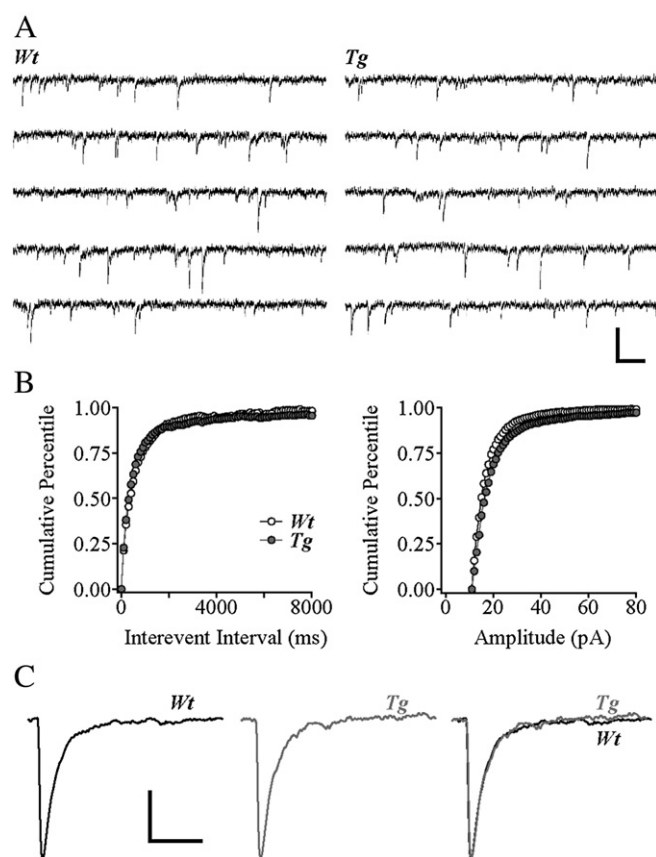 A
Wt
Tg
B
1.00
0.75
0.50
0.25
0.00
Cumulative Percentile
Wt
Tg
0
4000
8000
Interevent Interval (ms)
1.00
0.75
0.50
0.25
0.00
Cumulative Percentile
0
20
40
60
80
Amplitude (pA)
C
Wt
Tg
Tg
Wt